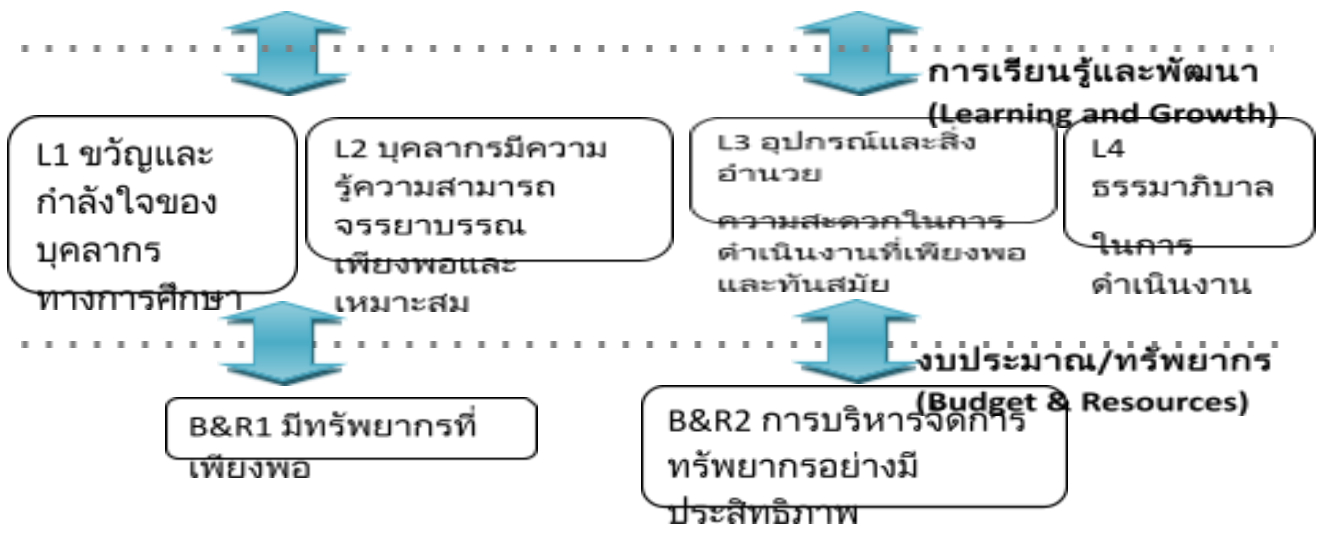 การเรียนรู้และพัฒนา
(Learning and Growth)
L1 ขวัญและ
กำลังใจของ
บุคลากร
ทางการศึกษา
L2 บุคลากรมีความ
รู้ความสามารถ
จรรยาบรรณ
เพียงพอและ
เหมาะสม
L3 อุปกรณ์และสิ่ง
อำนวย
ความสะดวกในการ
ดำเนินงานที่เพียงพอ
และทันสมัย
L4
ธรรมาภิบาล
ในการ
ดำเนินงาน
งบประมาณ/ทรัพยากร
(Budget & Resources)
B&R1 มีทรัพยากรที่
เพียงพอ
B&R2 การบริหารจัดการ
ทรัพยากรอย่างมี
ประสิทธิภาพ